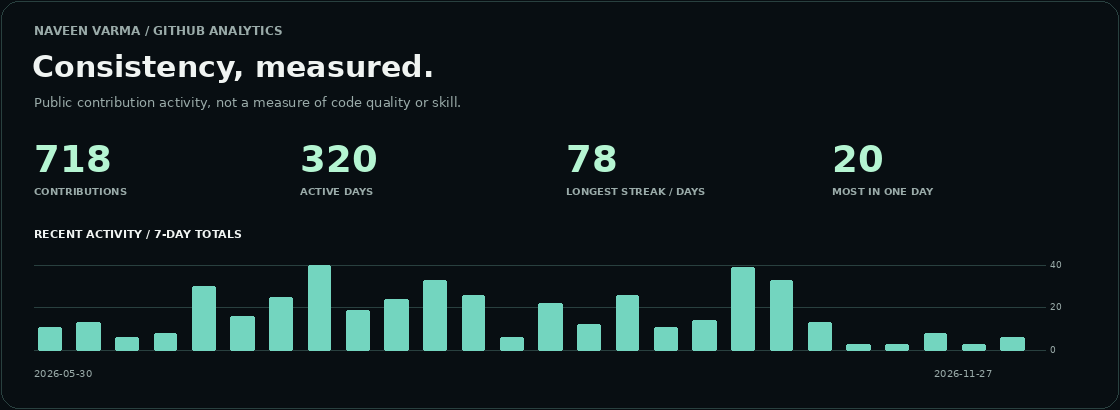 NAVEEN VARMA / GITHUB ANALYTICS
Consistency, measured.
Public contribution activity, not a measure of code quality or skill.
718 320 78 20
CONTRIBUTIONS ACTIVE DAYS LONGEST STREAK / DAYS MOST IN ONE DAY
RECENT ACTIVITY / 7-DAY TOTALS
40
20
0
2026-05-30 2026-11-27